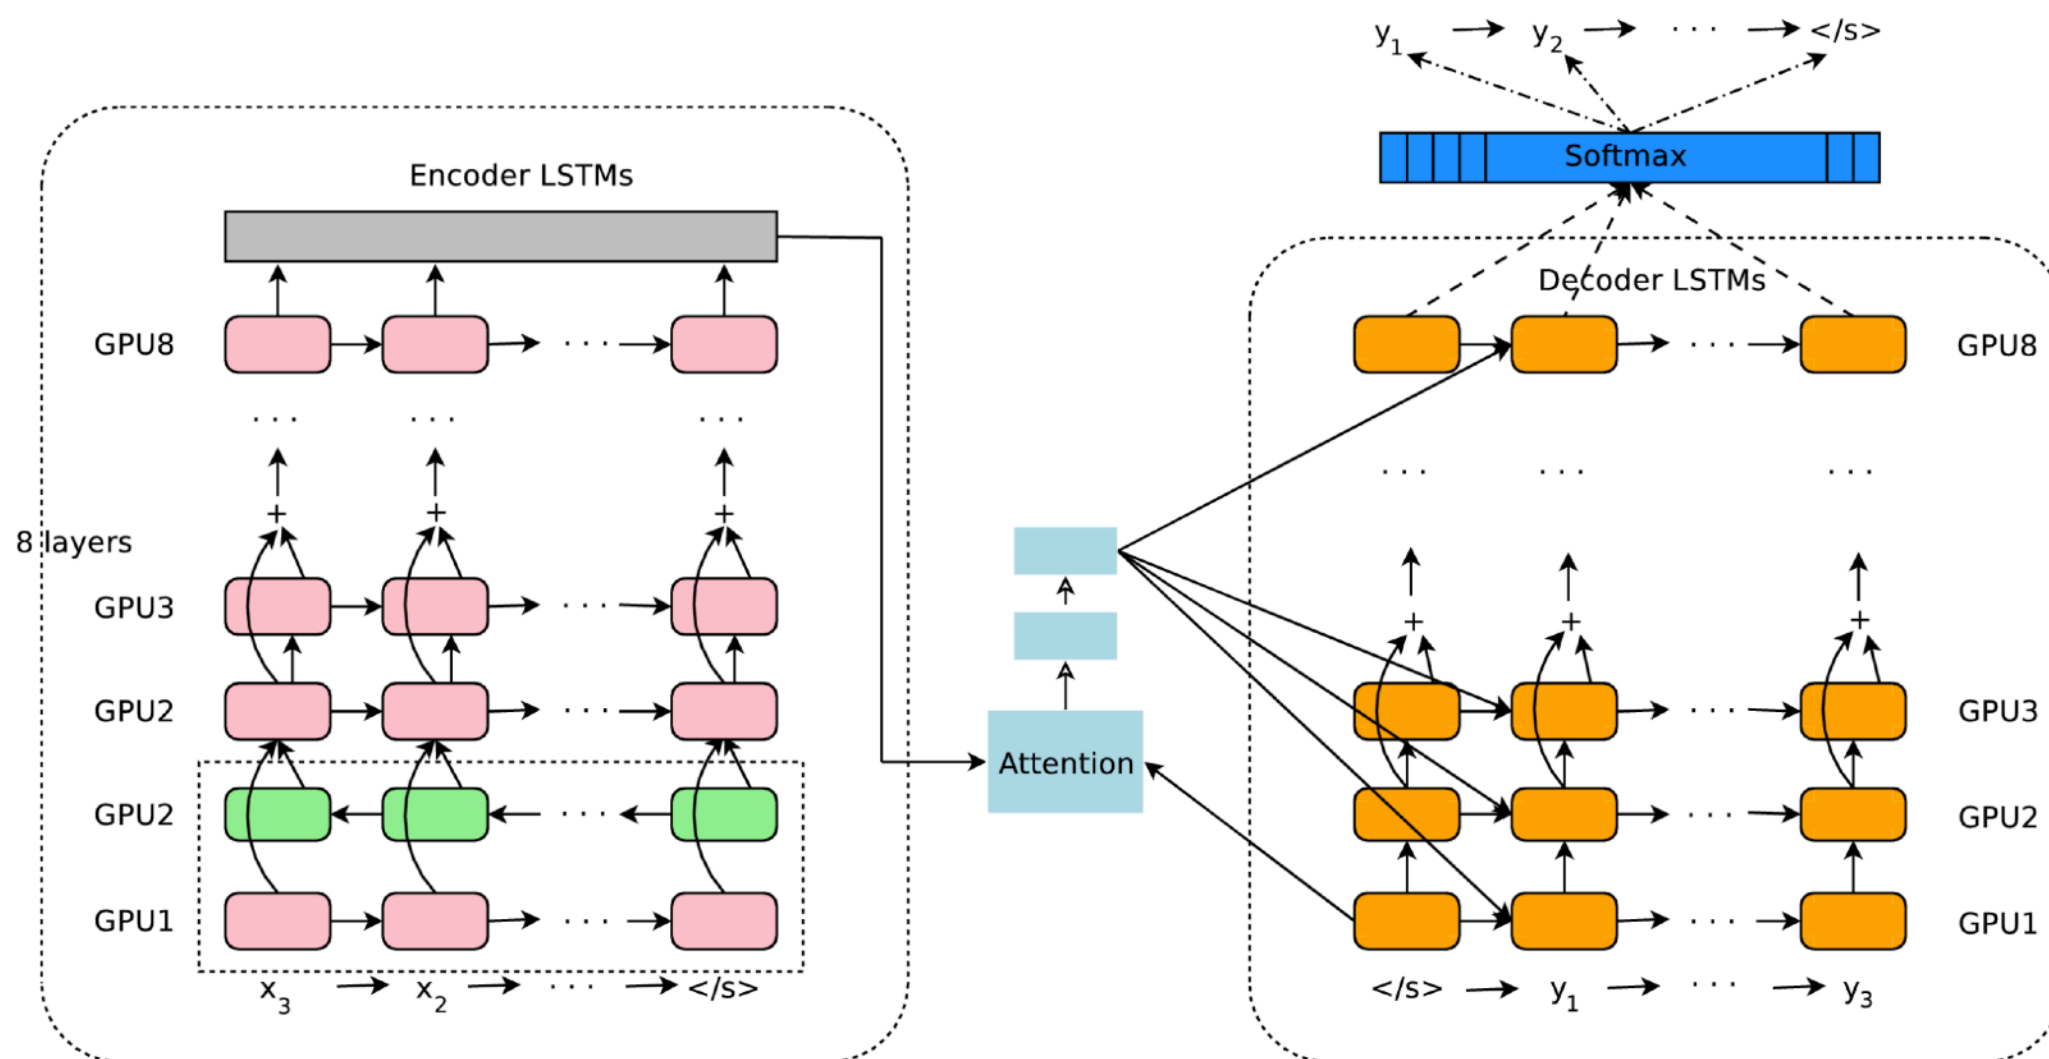 y1 y2 ... </s>
Softmax
Encoder LSTMs
Decoder LSTMs
GPU8 ... ... GPU8
... ... ...
... ... ...
+ + +
8 layers
GPU3 ...
+ + +
GPU2 ... ... GPU3
Attention
GPU2 ... ... GPU2
GPU1 ... ... GPU1
x3 x2 ... </s>
</s> y1 ... y3